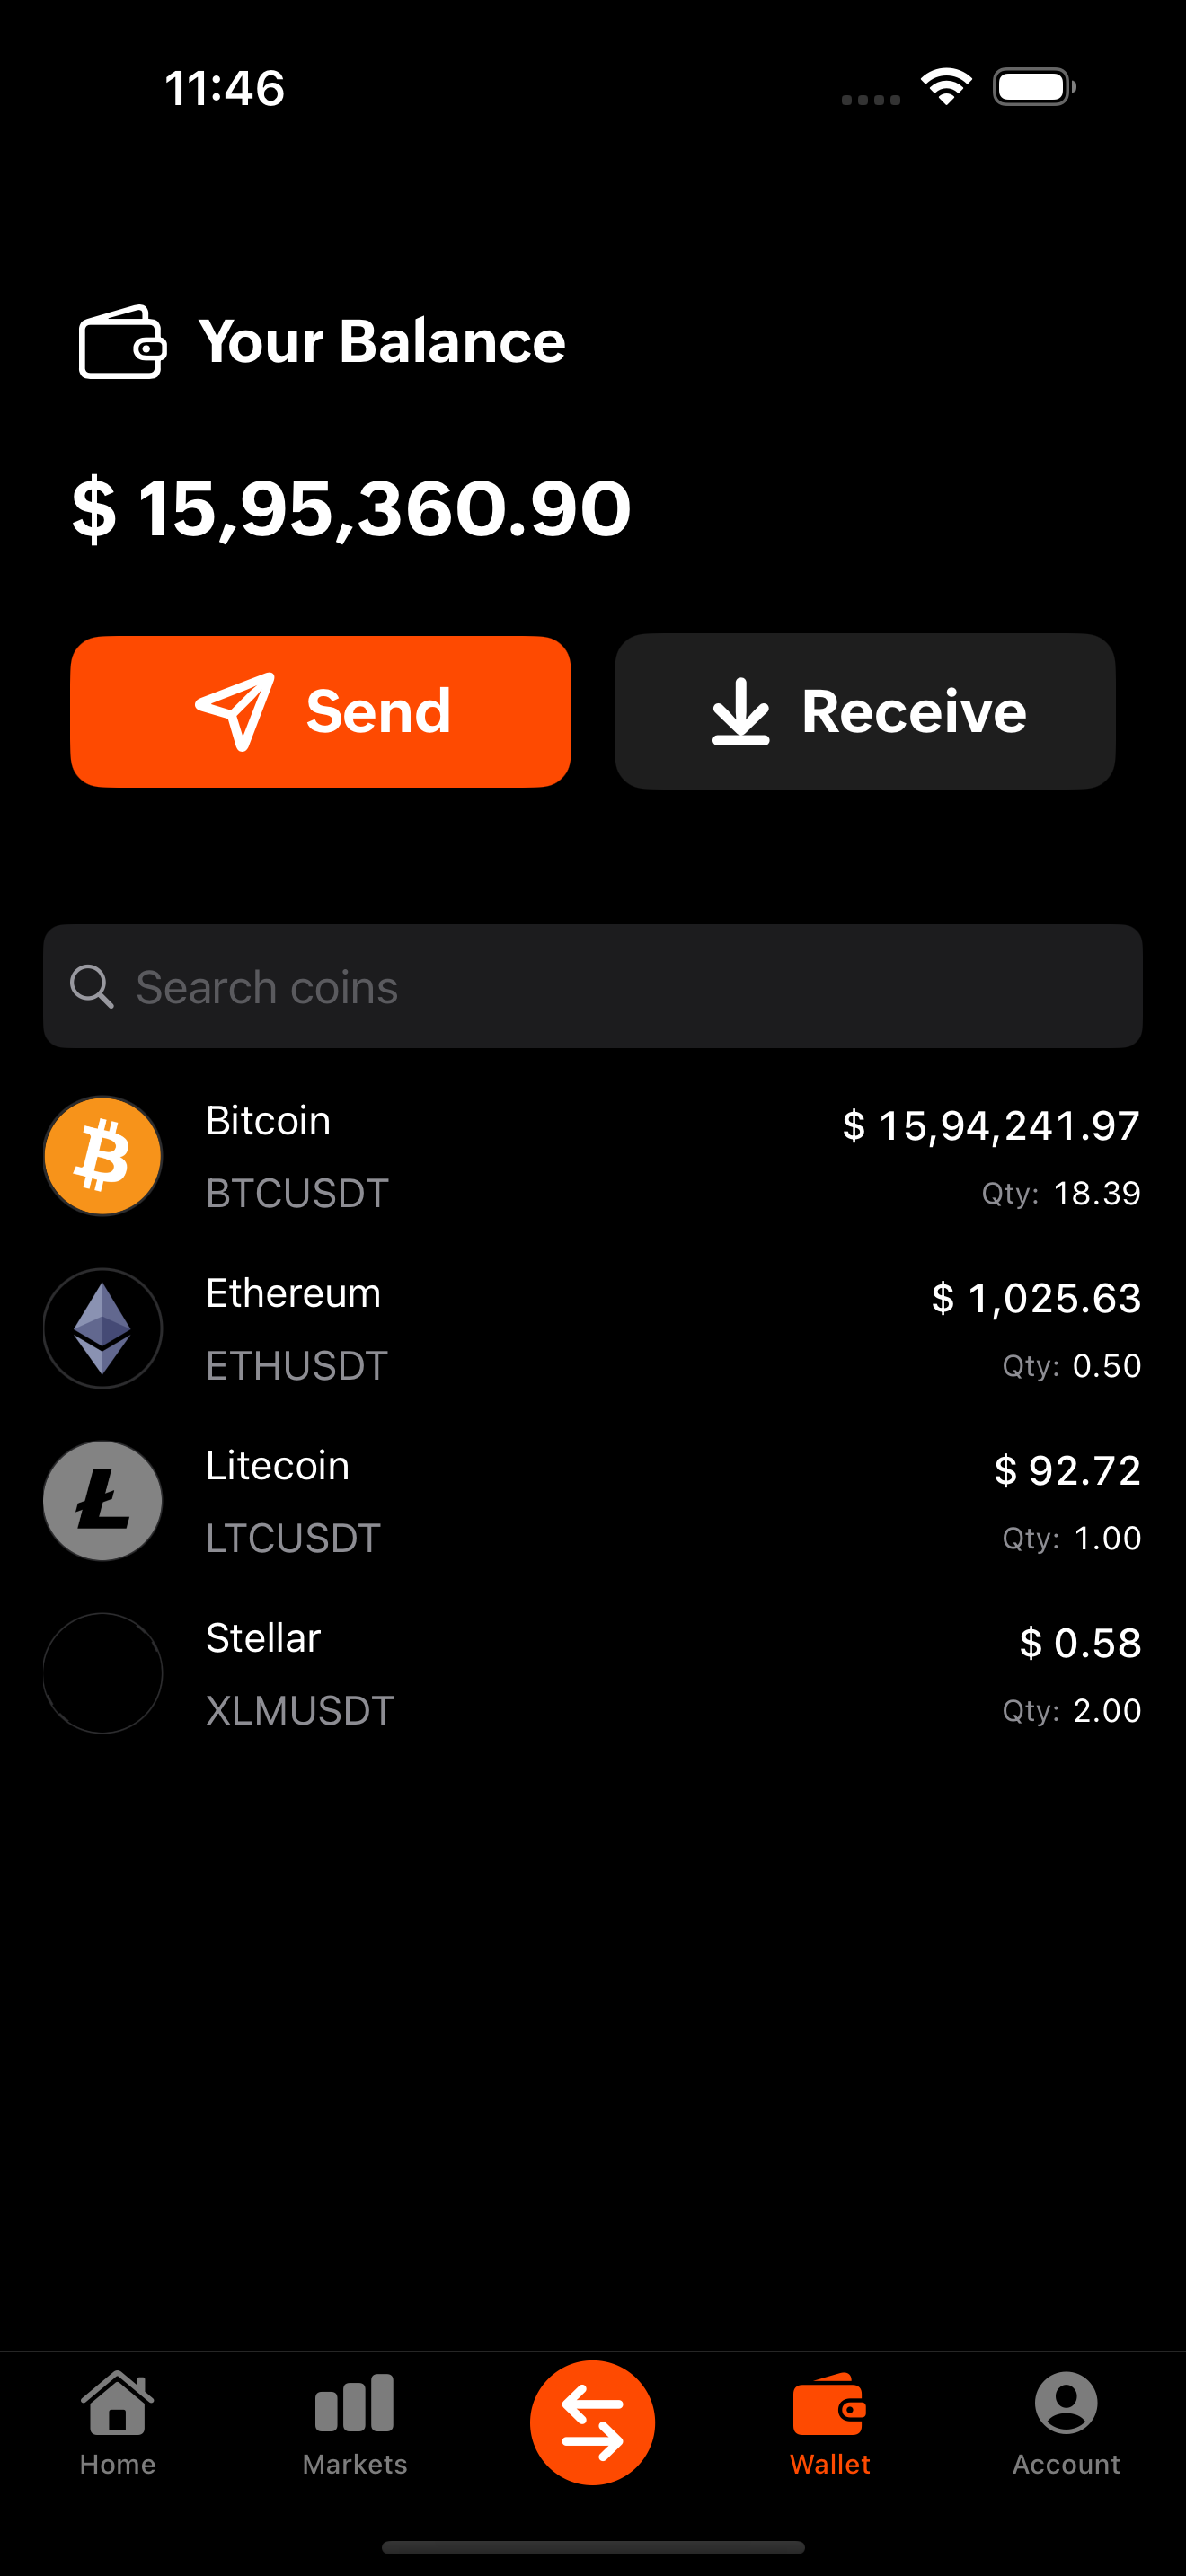 11:46
Your Balance
$ 15,95,360.90
Send
Receive
Search coins
Bitcoin
$ 15,94,241.97
BTCUSDT
Qty: 18.39
Ethereum
$ 1,025.63
ETHUSDT
Qty: 0.50
Litecoin
$ 92.72
LTCUSDT
Qty: 1.00
Stellar
$ 0.58
XLMUSDT
Qty: 2.00
Home
Markets
Wallet
Account